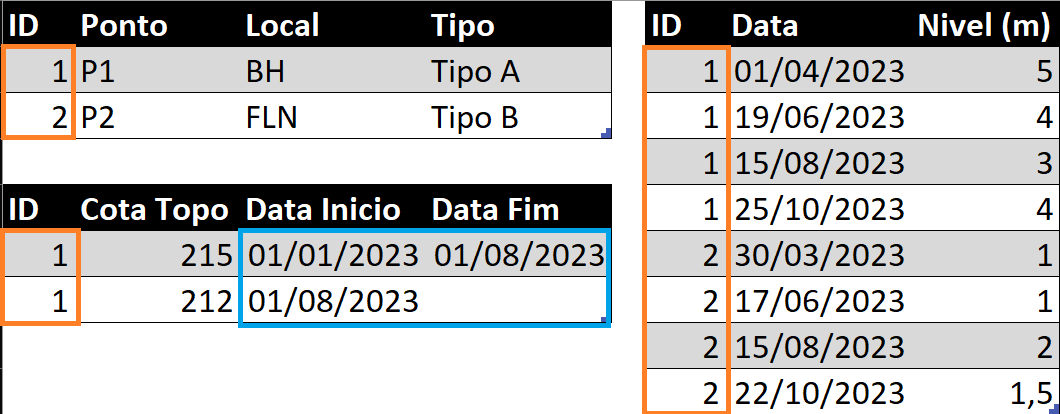 ID Ponto Local Tipo
1 P1 BH Tipo A
2 P2 FLN Tipo B
ID Cota Topo Data Inicio Data Fim
1 215 01/01/2023 01/08/2023
1 212 01/08/2023
ID Data Nivel (m)
1 01/04/2023 5
1 19/06/2023 4
1 15/08/2023 3
1 25/10/2023 4
2 30/03/2023 1
2 17/06/2023 1
2 15/08/2023 2
2 22/10/2023 1,5